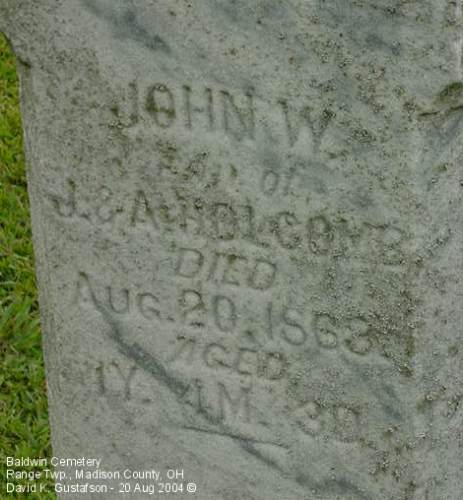 JOHN W.
OF
J. & A. HOLCOMB
DIED
AUG. 20, 1863
AGED
1Y. 4M. 3D.
Baldwin Cemetery
Range Twp., Madison County, OH
David K. Gustafson - 20 Aug 2004 ©